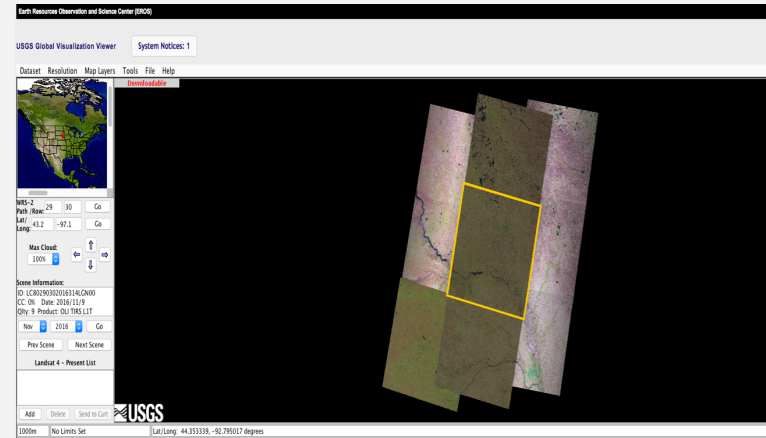 Earth Resources Observation and Science Center (EROS)
USGS Global Visualization Viewer
System Notices: 1
Dataset Resolution Map Layers Tools File Help
Downloadable
WRS-2
Path /Row: 29 30 Go
Lat/
Long: 43.2 -97.1 Go
Max Cloud:
100%
Scene Information:
ID: LC80290302016314LGN00
CC: 0% Date: 2016/11/9
Qlty: 9 Product: OLI TIRS L1T
Nov 2016 Go
Prev Scene Next Scene
Landsat 4 - Present List
Add Delete Send to Cart
USGS
1000m No Limits Set Lat/Long: 44.353339, -92.795017 degrees